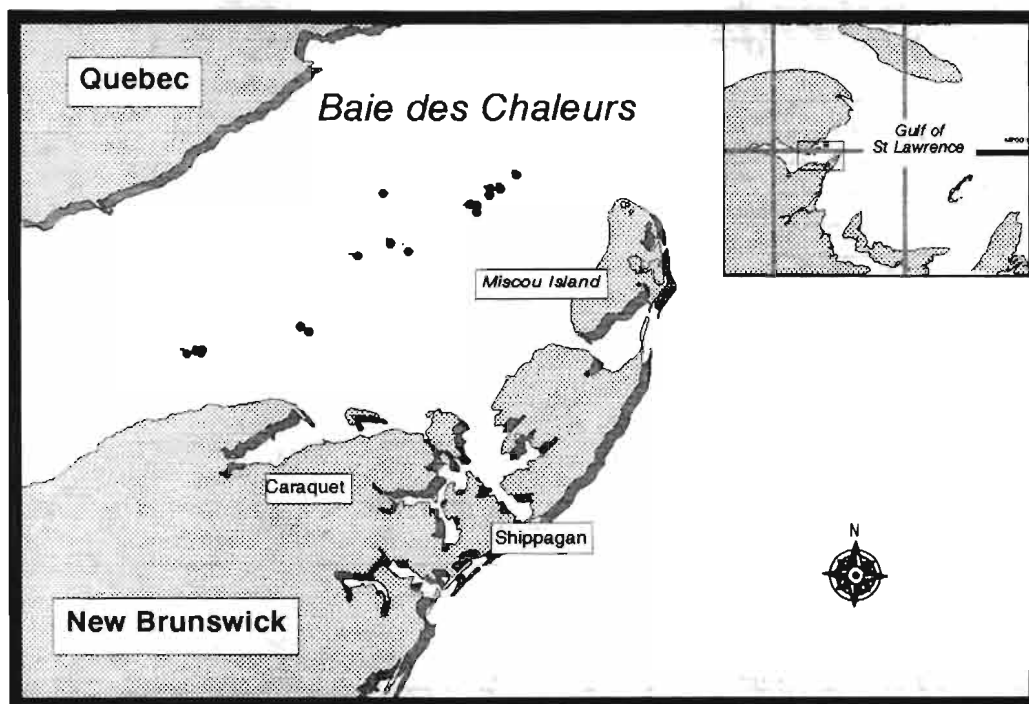 Quebec
Baie des Chaleurs
Gulf of
St Lawrence
Miscou Island
Caraquet
Shippagan
N
New Brunswick